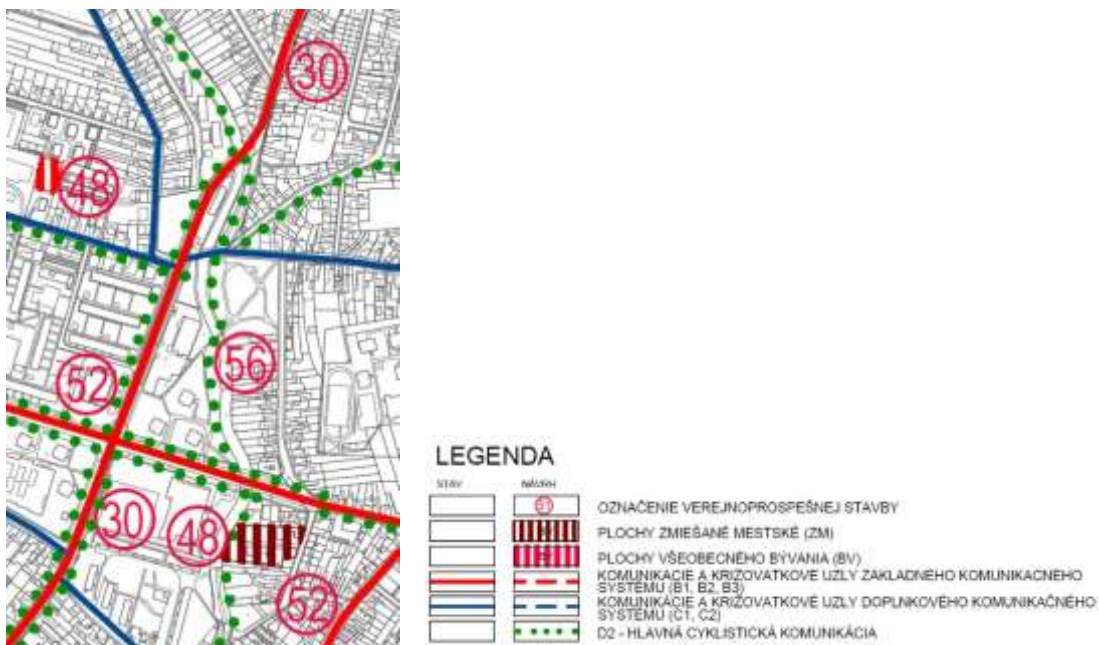 30
48
56
52
30
48
52
LEGENDA
STAV NÁVRH
OZNAČENIE VEREJNOPROSPEŠNEJ STAVBY
PLOCHY ZMIEŠANÉ MESTSKÉ (ZM)
PLOCHY VŠEOBECNÉHO BÝVANIA (BV)
KOMUNIKÁCIE A KRIŽOVATKOVÉ UZLY ZÁKLADNÉHO KOMUNIKAČNÉHO
SYSTÉMU (B1, B2, B3)
KOMUNIKÁCIE A KRIŽOVATKOVÉ UZLY DOPLNKOVÉHO KOMUNIKAČNÉHO
SYSTÉMU (C1, C2)
D2 - HLAVNÁ CYKLISTICKÁ KOMUNIKÁCIA